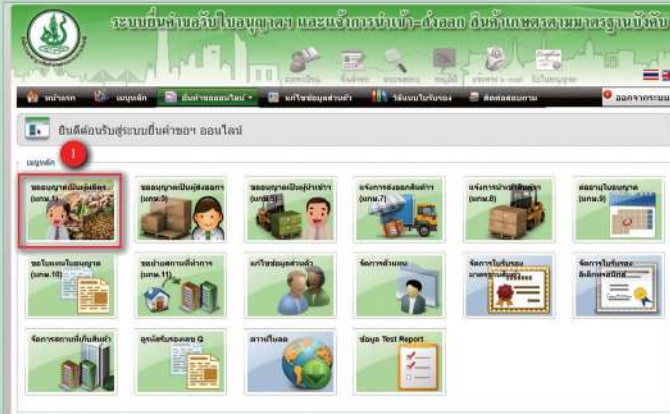 ระบบยื่นคำขอรับใบอนุญาตฯ และแจ้งการนำเข้า-ส่งออก สินค้าเกษตรตามมาตรฐานบังคับ
หน้าแรก เมนูหลัก ยื่นคำขอออนไลน์ แก้ไขข้อมูลส่วนตัว วิธีแนบใบรับรอง ติดต่อสอบถาม ออกจากระบบ
ยินดีต้อนรับสู่ระบบยื่นคำขอฯ ออนไลน์
1
เมนูหลัก
ขออนุญาตเป็นผู้ผลิตฯ (มกษ.1)
ขออนุญาตเป็นผู้ส่งออกฯ (มกษ.3)
ขออนุญาตเป็นผู้นำเข้าฯ (มกษ.5)
แจ้งการส่งออกสินค้าฯ (มกษ.7)
แจ้งการนำเข้าสินค้าฯ (มกษ.8)
ต่ออายุใบอนุญาต (มกษ.9)
ขอใบแทนใบอนุญาต (มกษ.10)
ขอย้ายสถานที่ทำการ (มกษ.11)
แก้ไขข้อมูลส่วนตัว
จัดการตัวแทน
จัดการใบรับรองมาตรฐานสินค้า
จัดการใบรับรองอิเล็กทรอนิกส์
จัดการสถานที่เก็บสินค้า
ดูรหัสรับรองเลข Q
ดาวน์โหลด
ข้อมูล Test Report